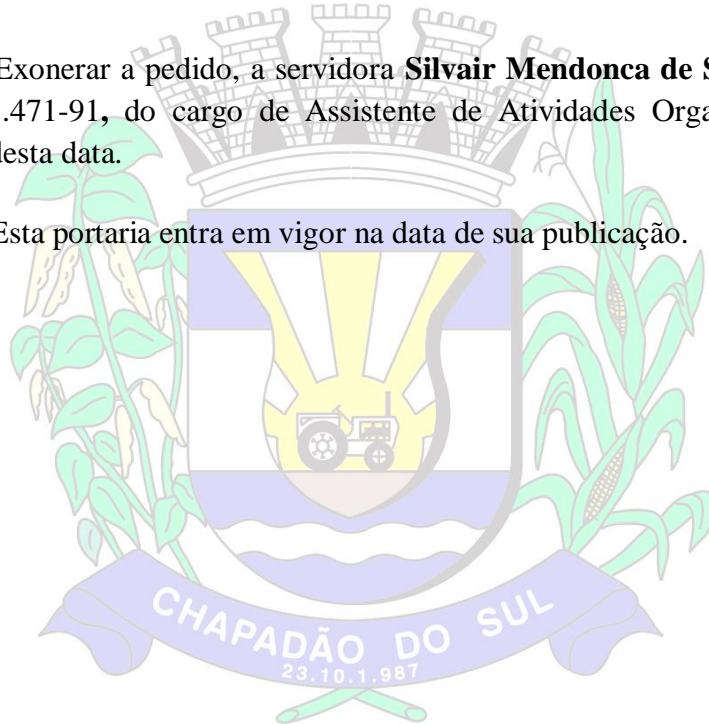 Exonerar a pedido, a servidora Silvair Mendonca de S
.471-91, do cargo de Assistente de Atividades Orga
desta data.
Esta portaria entra em vigor na data de sua publicação.
CHAPADÃO DO SUL
23.10.1.987